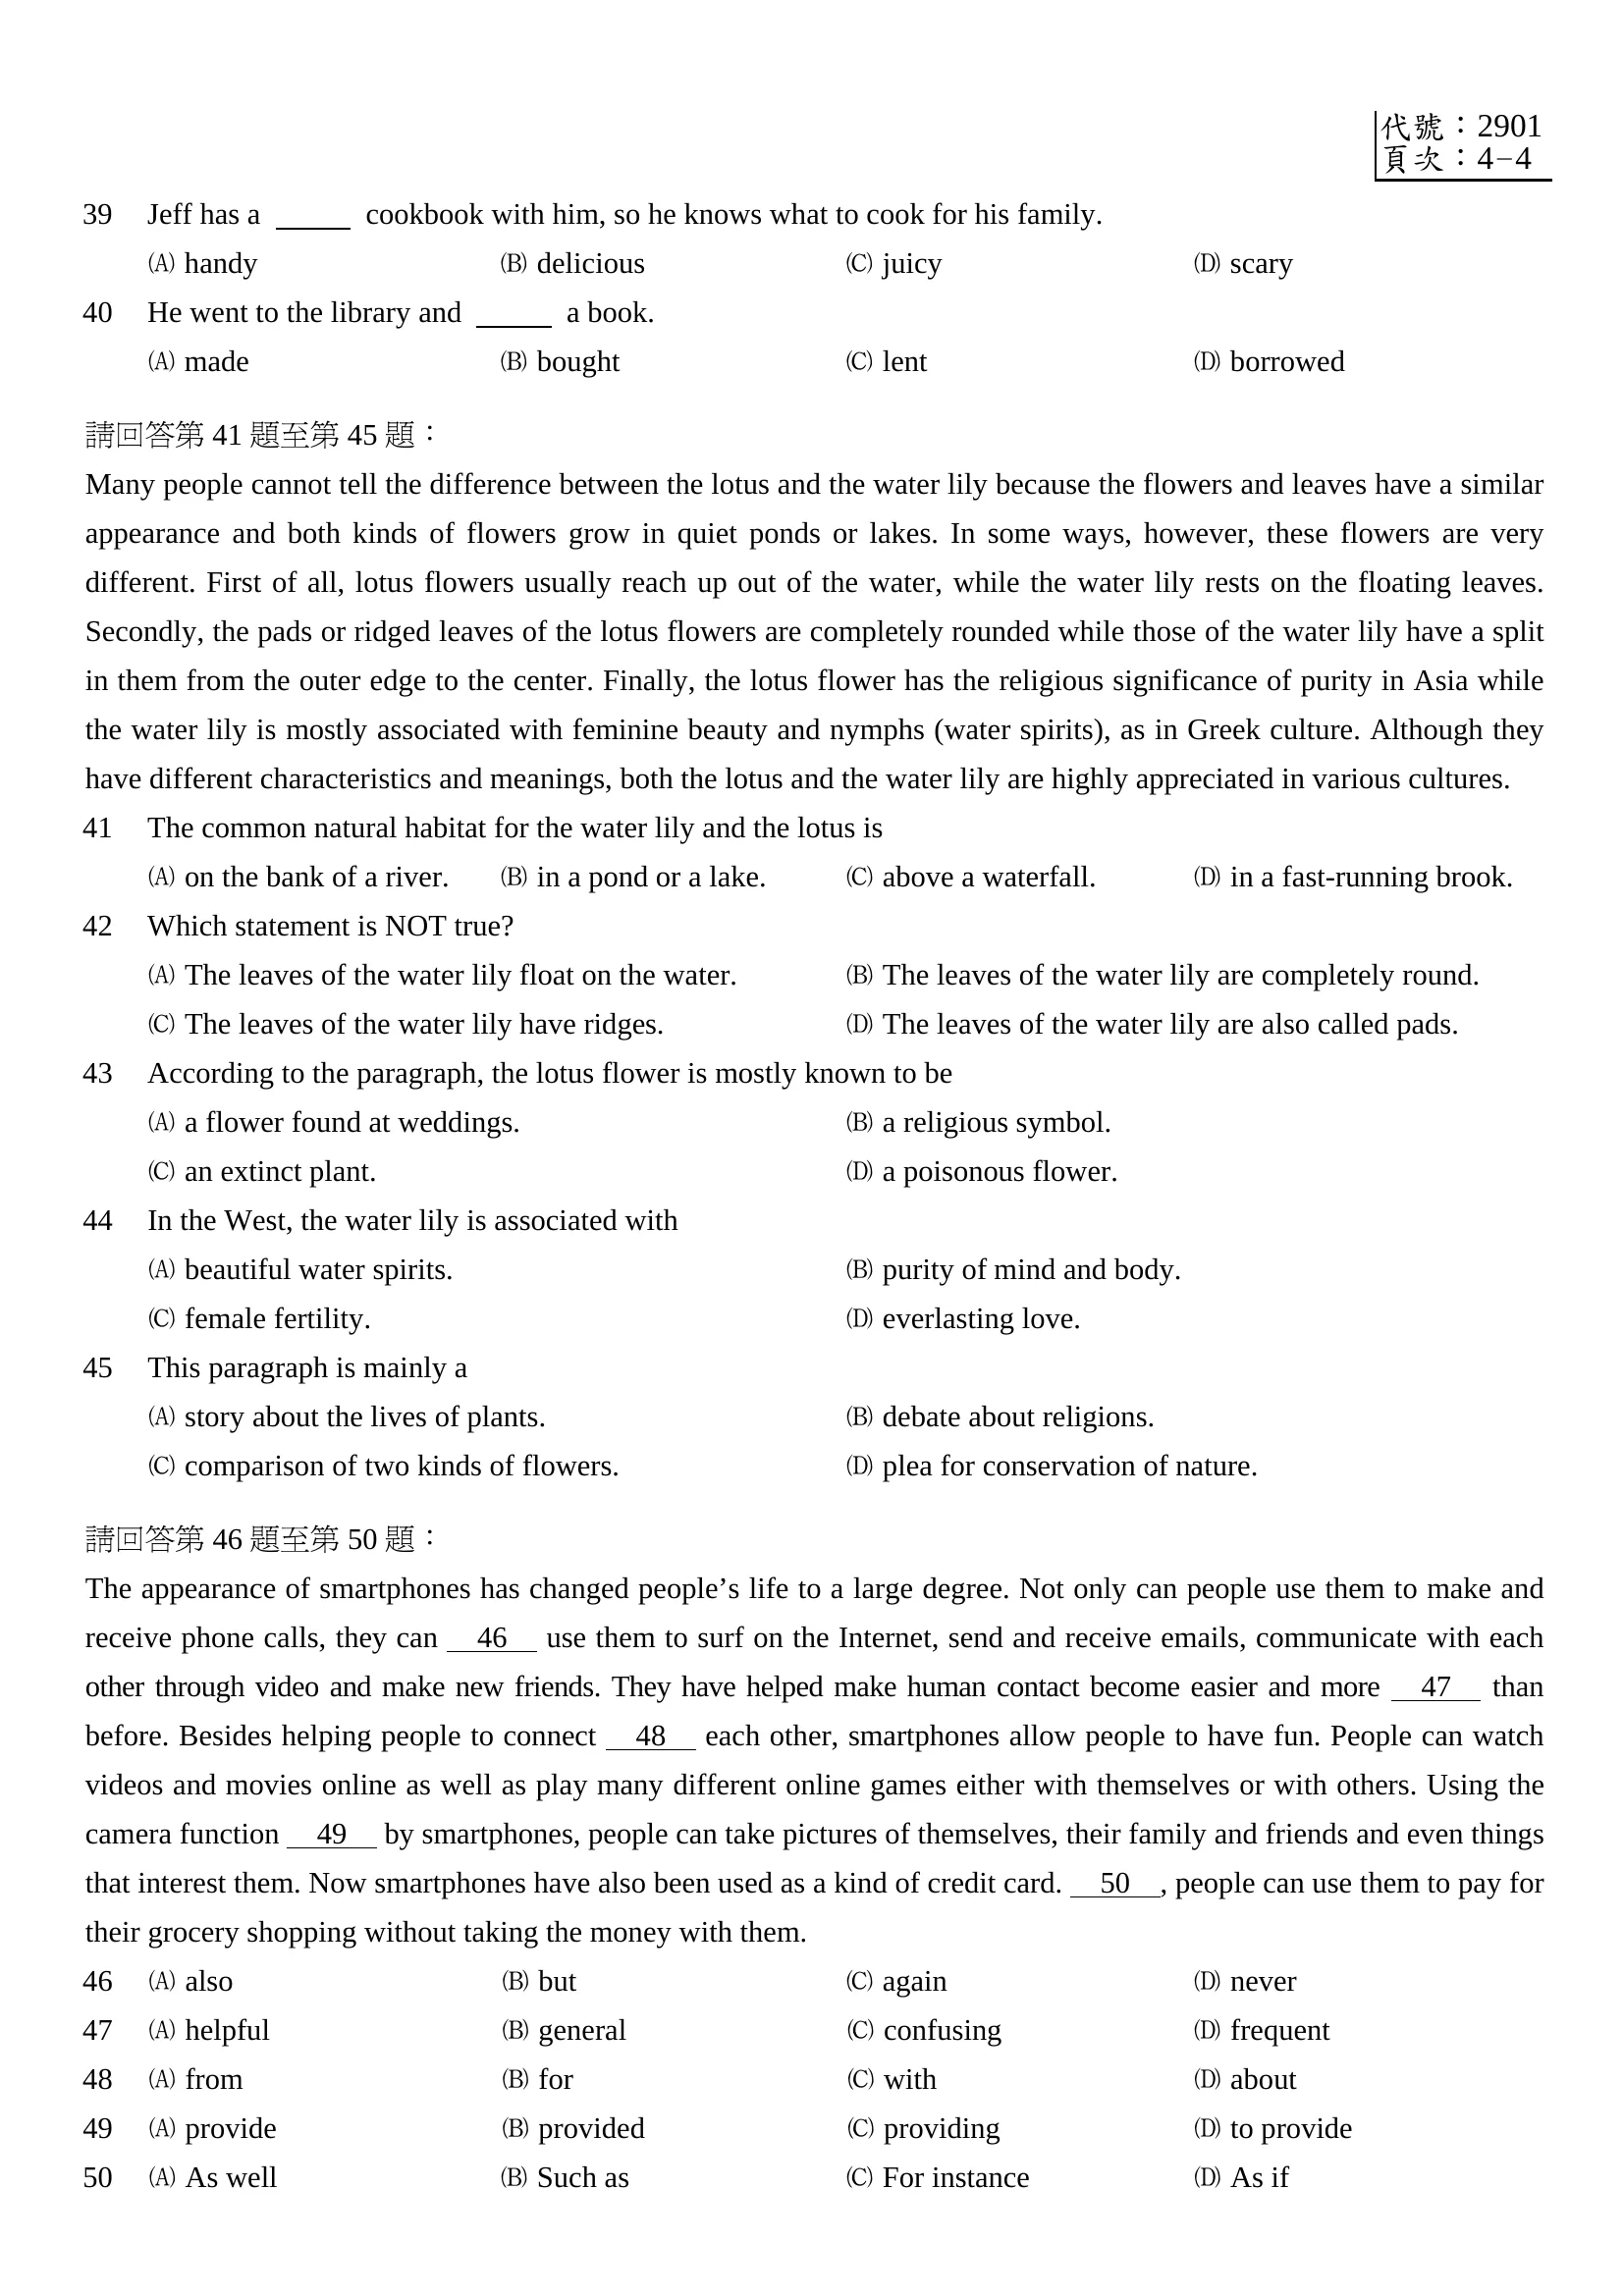 代號：2901
頁次：4－4
39 Jeff has a _____ cookbook with him, so he knows what to cook for his family.
(A) handy (B) delicious (C) juicy (D) scary
40 He went to the library and _____ a book.
(A) made (B) bought (C) lent (D) borrowed
請回答第 41 題至第 45 題：
Many people cannot tell the difference between the lotus and the water lily because the flowers and leaves have a similar
appearance and both kinds of flowers grow in quiet ponds or lakes. In some ways, however, these flowers are very
different. First of all, lotus flowers usually reach up out of the water, while the water lily rests on the floating leaves.
Secondly, the pads or ridged leaves of the lotus flowers are completely rounded while those of the water lily have a split
in them from the outer edge to the center. Finally, the lotus flower has the religious significance of purity in Asia while
the water lily is mostly associated with feminine beauty and nymphs (water spirits), as in Greek culture. Although they
have different characteristics and meanings, both the lotus and the water lily are highly appreciated in various cultures.
41 The common natural habitat for the water lily and the lotus is
(A) on the bank of a river. (B) in a pond or a lake. (C) above a waterfall. (D) in a fast-running brook.
42 Which statement is NOT true?
(A) The leaves of the water lily float on the water. (B) The leaves of the water lily are completely round.
(C) The leaves of the water lily have ridges. (D) The leaves of the water lily are also called pads.
43 According to the paragraph, the lotus flower is mostly known to be
(A) a flower found at weddings. (B) a religious symbol.
(C) an extinct plant. (D) a poisonous flower.
44 In the West, the water lily is associated with
(A) beautiful water spirits. (B) purity of mind and body.
(C) female fertility. (D) everlasting love.
45 This paragraph is mainly a
(A) story about the lives of plants. (B) debate about religions.
(C) comparison of two kinds of flowers. (D) plea for conservation of nature.
請回答第 46 題至第 50 題：
The appearance of smartphones has changed people’s life to a large degree. Not only can people use them to make and
receive phone calls, they can 46 use them to surf on the Internet, send and receive emails, communicate with each
other through video and make new friends. They have helped make human contact become easier and more 47 than
before. Besides helping people to connect 48 each other, smartphones allow people to have fun. People can watch
videos and movies online as well as play many different online games either with themselves or with others. Using the
camera function 49 by smartphones, people can take pictures of themselves, their family and friends and even things
that interest them. Now smartphones have also been used as a kind of credit card. 50 , people can use them to pay for
their grocery shopping without taking the money with them.
46 (A) also (B) but (C) again (D) never
47 (A) helpful (B) general (C) confusing (D) frequent
48 (A) from (B) for (C) with (D) about
49 (A) provide (B) provided (C) providing (D) to provide
50 (A) As well (B) Such as (C) For instance (D) As if